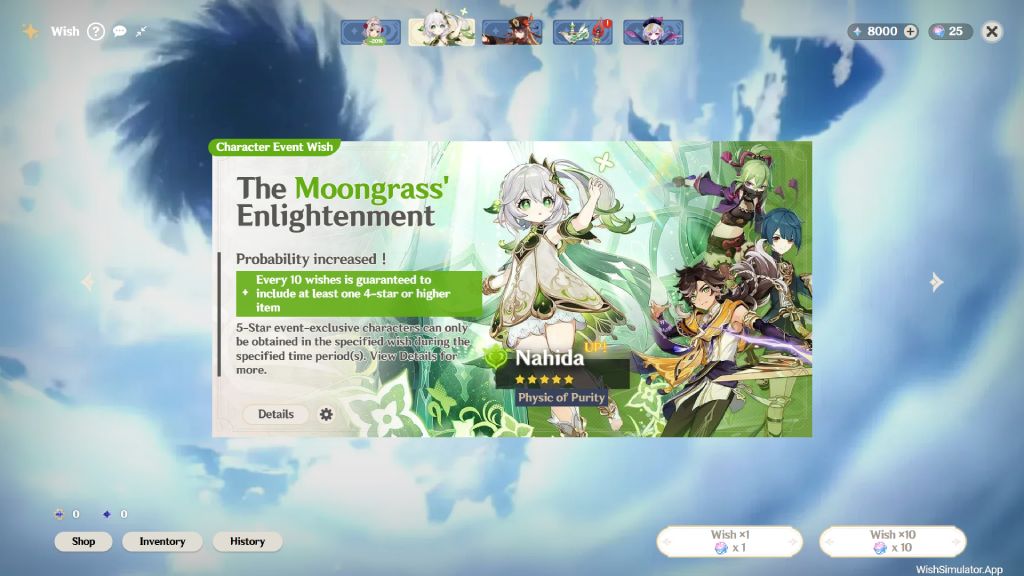 Wish ?
-20%
!
8000 +
25
Character Event Wish
The Moongrass'
Enlightenment
Probability increased !
Every 10 wishes is guaranteed to
include at least one 4-star or higher
item
5-Star event-exclusive characters can only
be obtained in the specified wish during the
specified time period(s). View Details for
more.
UP!
Nahida
Physic of Purity
Details
0 0
Shop Inventory History
Wish ×1
x 1
Wish ×10
x 10
WishSimulator.App